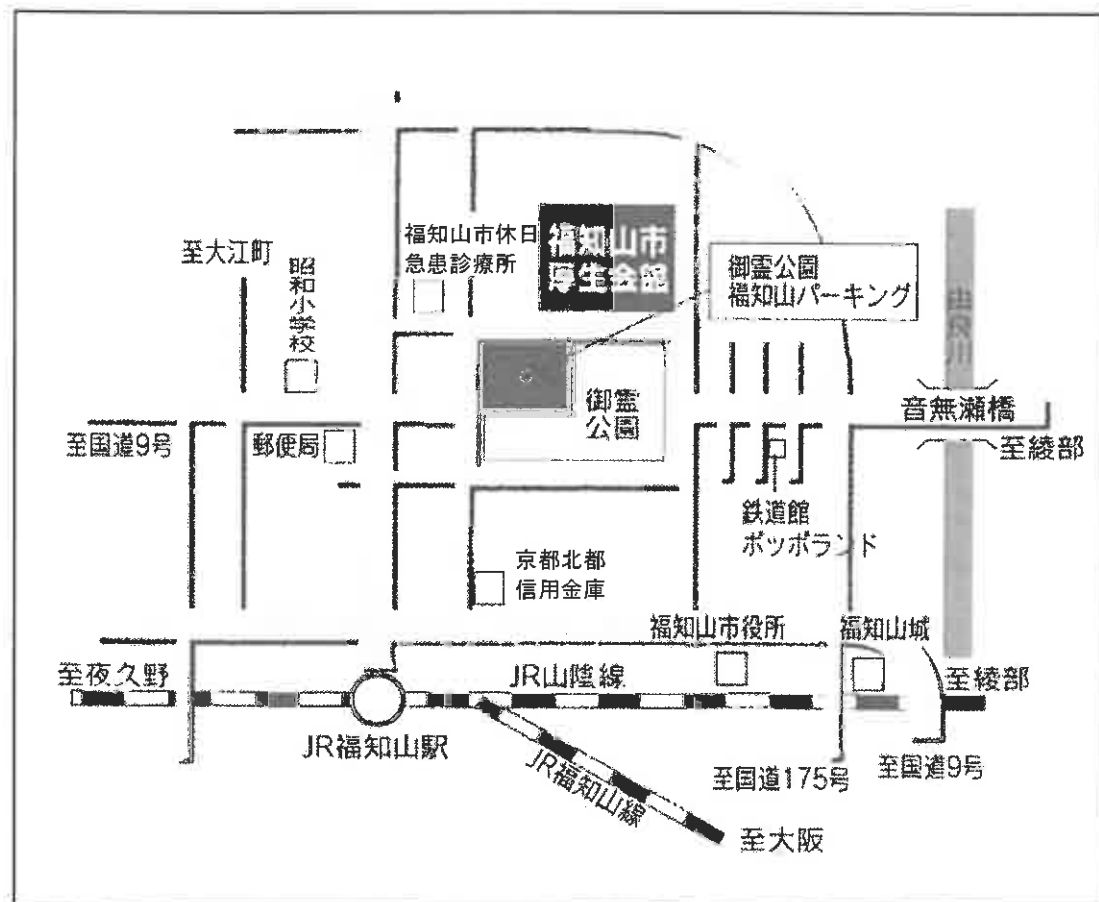 福知山市休日
急患診療所
福知山市
厚生会館
至大江町
昭和小学校
御霊公園
福知山パーキング
由良川
御霊
公園
音無瀬橋
至国道9号
郵便局
至綾部
鉄道館
ポッポランド
京都北都
信用金庫
福知山市役所
福知山城
至夜久野
JR山陰線
至綾部
JR福知山駅
JR福知山線
至国道175号
至国道9号
至大阪